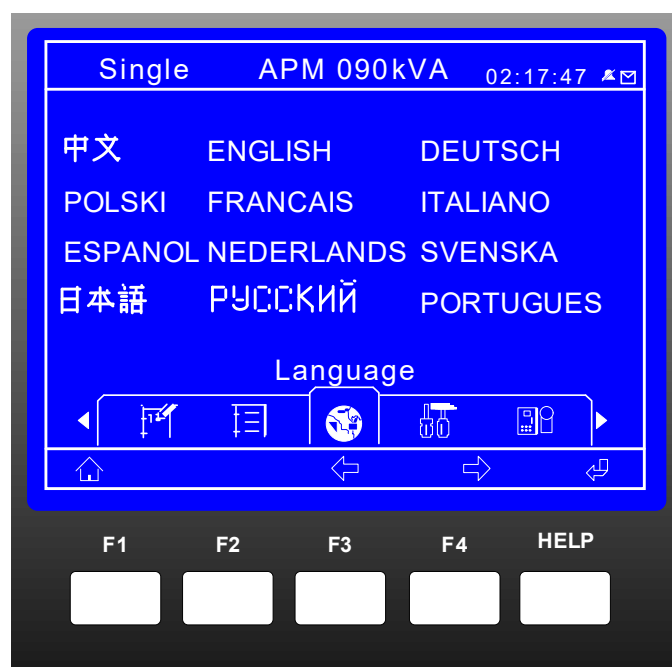 Single APM 090kVA 02:17:47
中文 ENGLISH DEUTSCH
POLSKI FRANCAIS ITALIANO
ESPANOL NEDERLANDS SVENSKA
日本語 РУССКИЙ PORTUGUES
Language
F1 F2 F3 F4 HELP